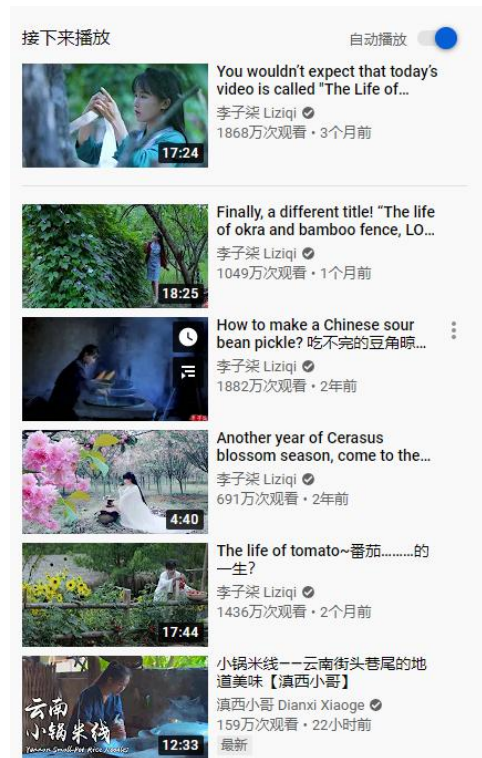 接下来播放
自动播放
You wouldn't expect that today's
video is called "The Life of...
李子柒 Liziqi
1868万次观看・3个月前
17:24
Finally, a different title! “The life
of okra and bamboo fence, LO...
李子柒 Liziqi
1049万次观看・1个月前
18:25
How to make a Chinese sour
bean pickle? 吃不完的豆角晾...
李子柒 Liziqi
1882万次观看・2年前
Another year of Cerasus
blossom season, come to the...
李子柒 Liziqi
691万次观看・2年前
4:40
The life of tomato~番茄………的
一生？
李子柒 Liziqi
1436万次观看・2个月前
17:44
小锅米线——云南街头巷尾的地
道美味【滇西小哥】
滇西小哥 Dianxi Xiaoge
159万次观看・22小时前
最新
云南
小锅米线
Yunnan Small-Pot Rice Noodles
12:33